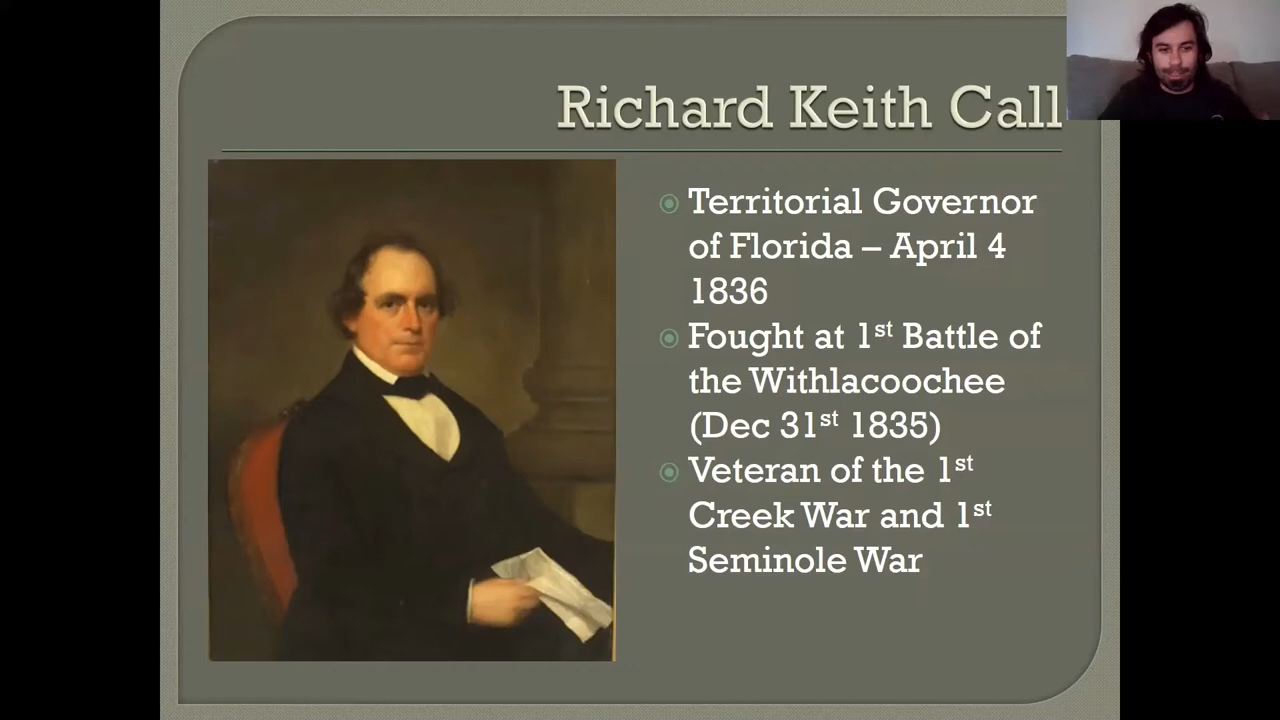 Richard Keith Call
Territorial Governor
of Florida – April 4
1836
Fought at 1st Battle of
the Withlacoochee
(Dec 31st 1835)
Veteran of the 1st
Creek War and 1st
Seminole War